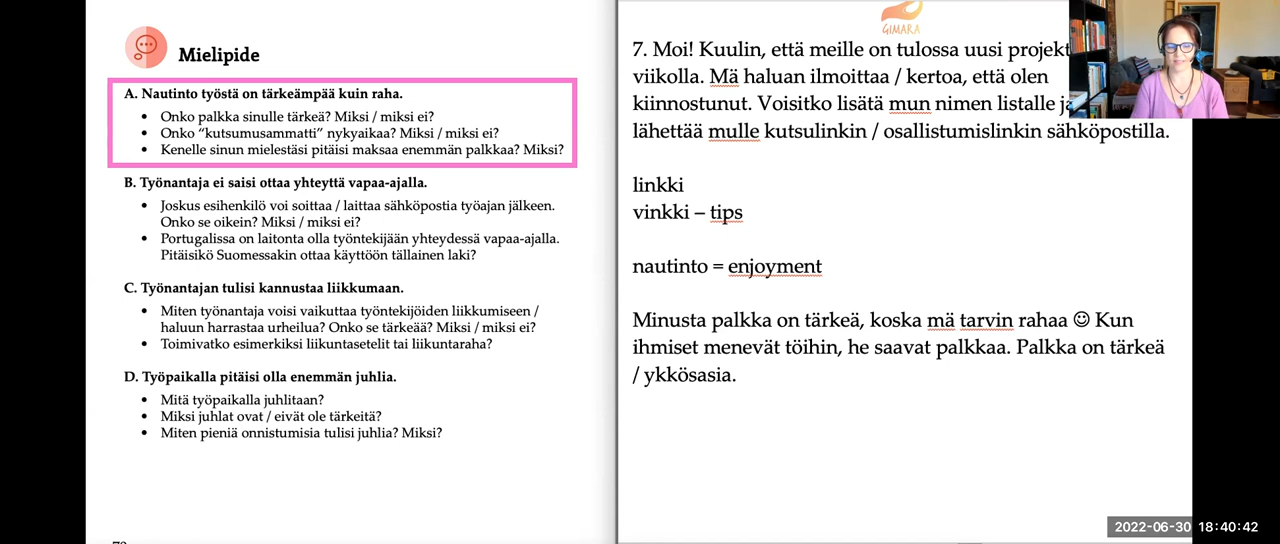 Mielipide
A. Nautinto työstä on tärkeämpää kuin raha.
• Onko palkka sinulle tärkeä? Miksi / miksi ei?
• Onko “kutsumusammatti” nykyaikaa? Miksi / miksi ei?
• Kenelle sinun mielestäsi pitäisi maksaa enemmän palkkaa? Miksi?
B. Työnantaja ei saisi ottaa yhteyttä vapaa-ajalla.
• Joskus esihenkilö voi soittaa / laittaa sähköpostia työajan jälkeen.
Onko se oikein? Miksi / miksi ei?
• Portugalissa on laitonta olla työntekijään yhteydessä vapaa-ajalla.
Pitäisikö Suomessakin ottaa käyttöön tällainen laki?
C. Työnantajan tulisi kannustaa liikkumaan.
• Miten työnantaja voisi vaikuttaa työntekijöiden liikkumiseen /
haluun harrastaa urheilua? Onko se tärkeää? Miksi / miksi ei?
• Toimivatko esimerkiksi liikuntasetelit tai liikuntaraha?
D. Työpaikalla pitäisi olla enemmän juhlia.
• Mitä työpaikalla juhlitaan?
• Miksi juhlat ovat / eivät ole tärkeitä?
• Miten pieniä onnistumisia tulisi juhlia? Miksi?
GIMARA
7. Moi! Kuulin, että meille on tulossa uusi projekt
viikolla. Mä haluan ilmoittaa / kertoa, että olen
kiinnostunut. Voisitko lisätä mun nimen listalle ja
lähettää mulle kutsulinkin / osallistumislinkin sähköpostilla.
linkki
vinkki – tips
nautinto = enjoyment
Minusta palkka on tärkeä, koska mä tarvin rahaa ☺ Kun
ihmiset menevät töihin, he saavat palkkaa. Palkka on tärkeä
/ ykkösasia.
2022-06-30 18:40:42